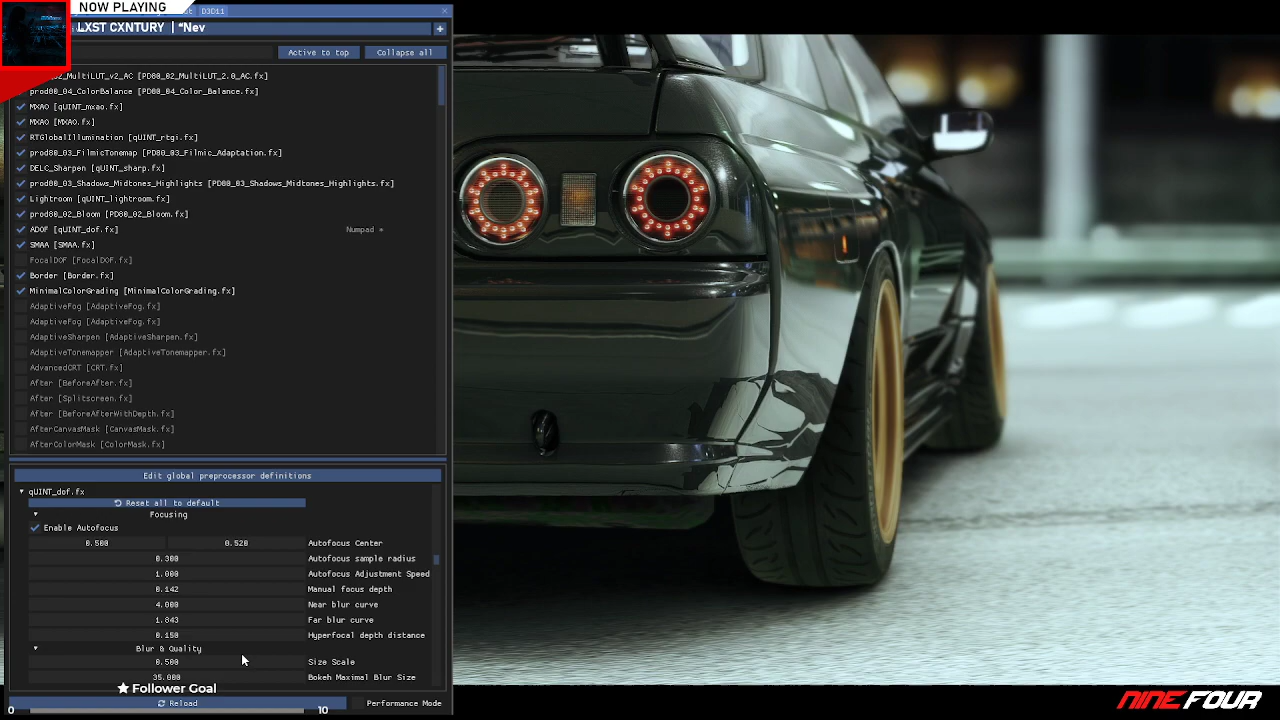 NOW PLAYING
D3D11
LXST CXNTURY | "Nev
+
Active to top
Collapse all
02_MultiLUT_v2_AC [PD80_02_MultiLUT_2.0_AC.fx]
prod80_04_ColorBalance [PD80_04_Color_Balance.fx]
MXAO [qUINT_mxao.fx]
MXAO [MXAO.fx]
RTGlobalIllumination [qUINT_rtgi.fx]
prod80_03_FilmicTonemap [PD80_03_Filmic_Adaptation.fx]
DELC_Sharpen [qUINT_sharp.fx]
prod80_03_Shadows_Midtones_Highlights [PD80_03_Shadows_Midtones_Highlights.fx]
Lightroom [qUINT_lightroom.fx]
prod80_02_Bloom [PD80_02_Bloom.fx]
ADOF [qUINT_dof.fx] Numpad *
SMAA [SMAA.fx]
FocalDOF [FocalDOF.fx]
Border [Border.fx]
MinimalColorGrading [MinimalColorGrading.fx]
AdaptiveFog [AdaptiveFog.fx]
AdaptiveFog [AdaptiveFog.fx]
AdaptiveSharpen [AdaptiveSharpen.fx]
AdaptiveTonemapper [AdaptiveTonemapper.fx]
AdvancedCRT [CRT.fx]
After [BeforeAfter.fx]
After [Splitscreen.fx]
After [BeforeAfterWithDepth.fx]
AfterCanvasMask [CanvasMask.fx]
AfterColorMask [ColorMask.fx]
Edit global preprocessor definitions
qUINT_dof.fx
Reset all to default
Focusing
Enable Autofocus
0.500 0.520 Autofocus Center
0.300 Autofocus sample radius
1.000 Autofocus Adjustment Speed
0.142 Manual focus depth
4.000 Near blur curve
1.843 Far blur curve
0.150 Hyperfocal depth distance
Blur & Quality
0.500 Size Scale
35.000 Bokeh Maximal Blur Size
Follower Goal
Reload
Performance Mode
0 10
NINE FOUR